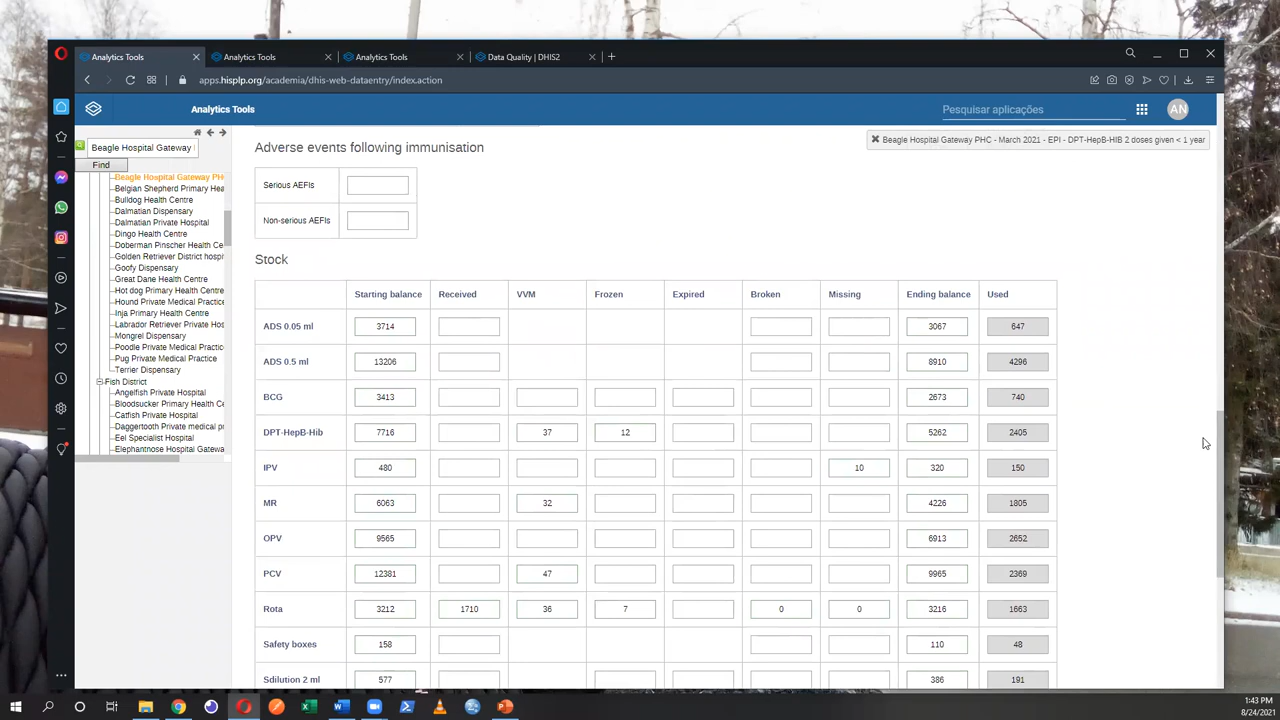 Analytics Tools
Analytics Tools
Analytics Tools
Data Quality | DHIS2
apps.hisplp.org/academia/dhis-web-dataentry/index.action
Analytics Tools
Pesquisar aplicações
AN
Beagle Hospital Gateway
Find
Beagle Hospital Gateway PHC - March 2021 - EPI - DPT-HepB-HIB 2 doses given < 1 year
Beagle Hospital Gateway PH
Belgian Shepherd Primary Hea
Bulldog Health Centre
Dalmatian Dispensary
Dalmatian Private Hospital
Dingo Health Centre
Doberman Pinscher Health Ce
Golden Retriever District hospi
Goofy Dispensary
Great Dane Health Centre
Hot dog Primary Health Centre
Hound Private Medical Practice
Inja Primary Health Centre
Labrador Retriever Private Hos
Mongrel Dispensary
Poodle Private Medical Practice
Pug Private Medical Practice
Terrier Dispensary
Fish District
Angelfish Private Hospital
Bloodsucker Primary Health Ce
Catfish Private Hospital
Daggertooth Private medical pr
Eel Specialist Hospital
Elephantnose Hospital Gatewa
Adverse events following immunisation
Serious AEFIs
Non-serious AEFIs
Stock
Starting balance Received VVM Frozen Expired Broken Missing Ending balance Used
ADS 0.05 ml 3714 3067 647
ADS 0.5 ml 13206 8910 4296
BCG 3413 2673 740
DPT-HepB-Hib 7716 37 12 5262 2405
IPV 480 10 320 150
MR 6063 32 4226 1805
OPV 9565 6913 2652
PCV 12381 47 9965 2369
Rota 3212 1710 36 7 0 0 3216 1663
Safety boxes 158 110 48
Sdilution 2 ml 577 386 191
1:43 PM
8/24/2021